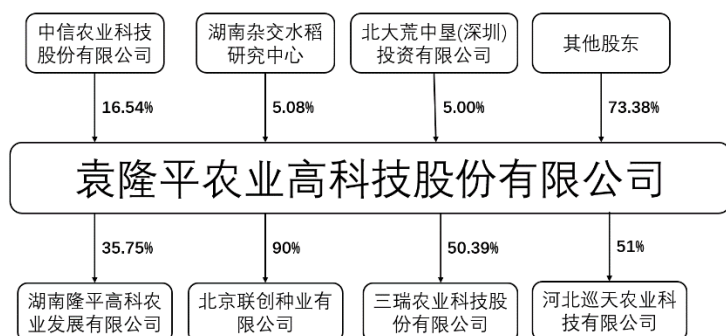 中信农业科技
股份有限公司
湖南杂交水稻
研究中心
北大荒中垦(深圳)
投资有限公司
其他股东
16.54%
5.08%
5.00%
73.38%
袁隆平农业高科技股份有限公司
35.75%
90%
50.39%
51%
湖南隆平高科农
业发展有限公司
北京联创种业有
限公司
三瑞农业科技股
份有限公司
河北巡天农业科
技有限公司